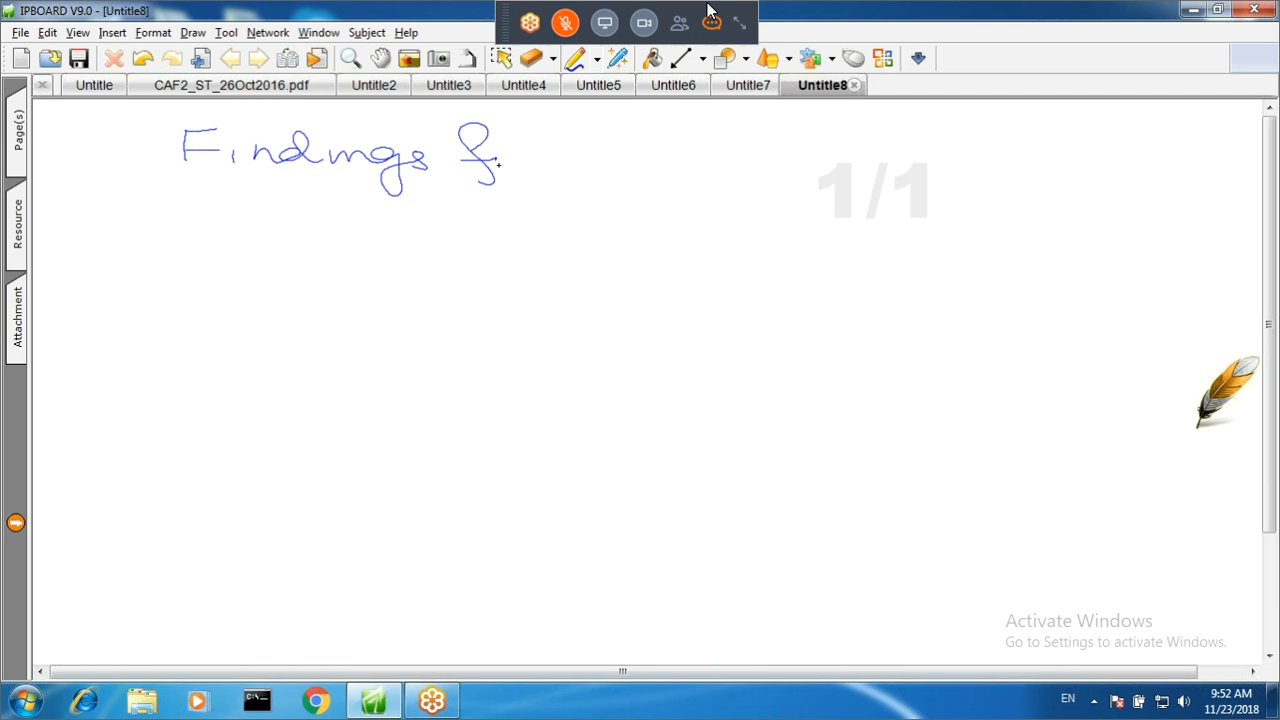 IPBOARD V9.0 - [Untitle8]
File Edit View Insert Format Draw Tool Network Window Subject Help
Untitle CAF2_ST_26Oct2016.pdf Untitle2 Untitle3 Untitle4 Untitle5 Untitle6 Untitle7 Untitle8
Page(s)
Resource
Attachment
Findings f
1/1
Activate Windows
Go to Settings to activate Windows.
EN
9:52 AM
11/23/2018